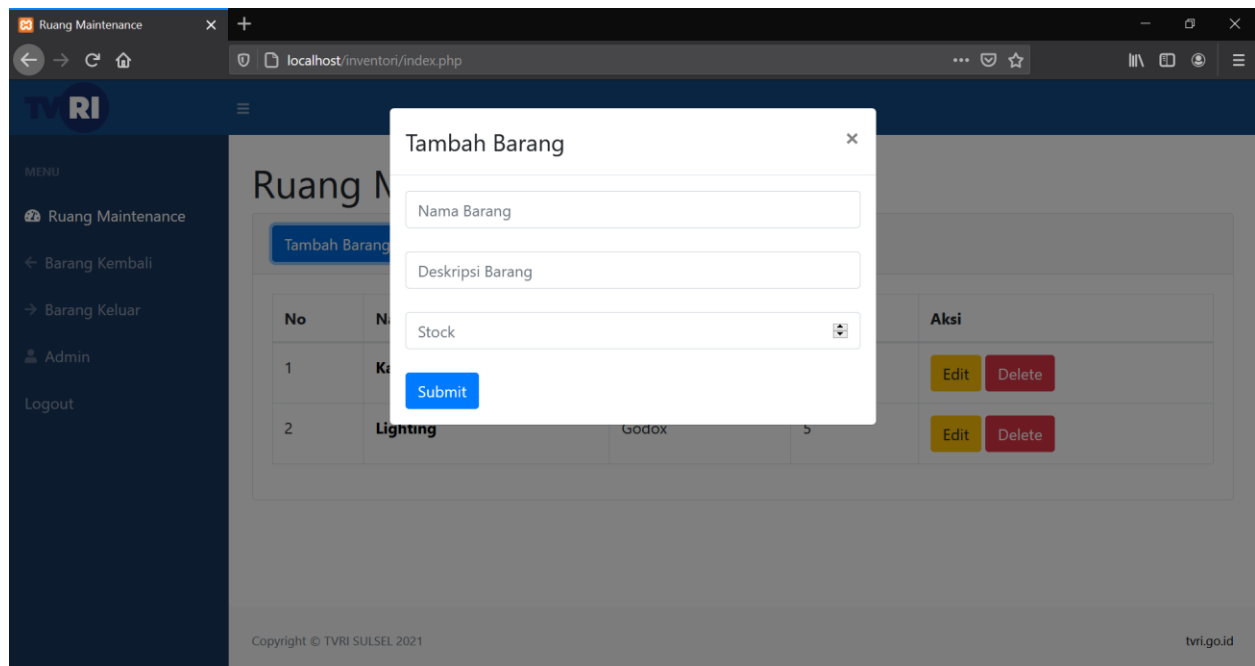 Ruang Maintenance
localhost/inventori/index.php
TVRI
MENU
Ruang Maintenance
Barang Kembali
Barang Keluar
Admin
Logout
Ruang
Tambah Barang
Tambah Barang
Nama Barang
Deskripsi Barang
Stock
Submit
No Aksi
1 Edit Delete
2 Lighting Godox 5 Edit Delete
Copyright © TVRI SULSEL 2021
tvri.go.id